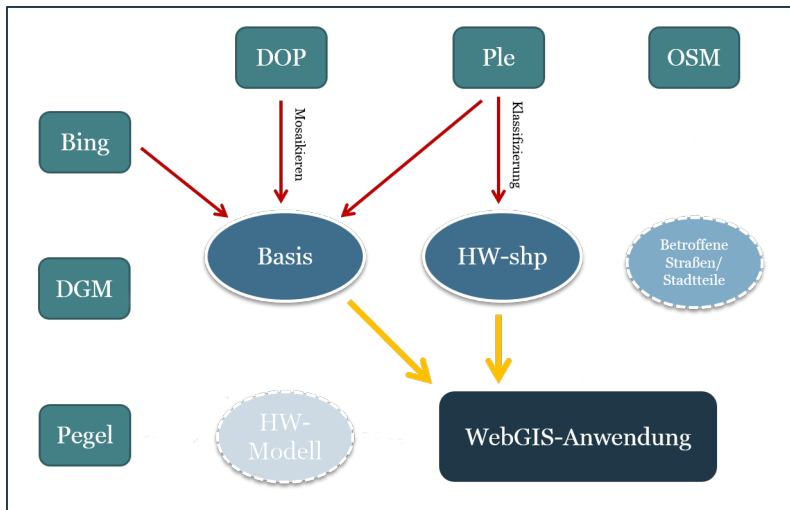 DOP
Ple
OSM
Bing
Mosaikieren
Klassifizierung
Basis
HW-shp
Betroffene
Straßen/
Stadtteile
DGM
Pegel
HW-
Modell
WebGIS-Anwendung